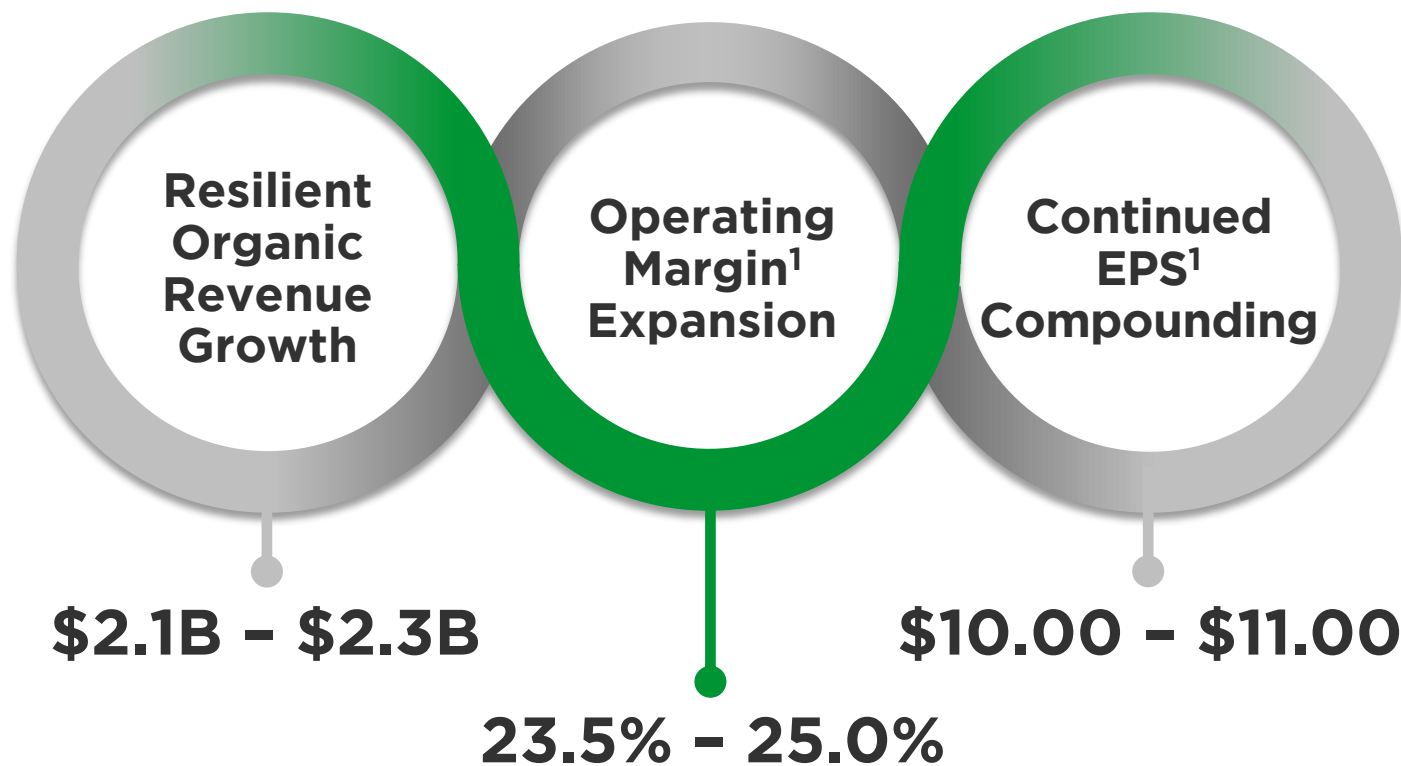 Resilient
Organic
Revenue
Growth
Operating
Margin¹
Expansion
Continued
EPS¹
Compounding
$2.1B – $2.3B
$10.00 – $11.00
23.5% – 25.0%